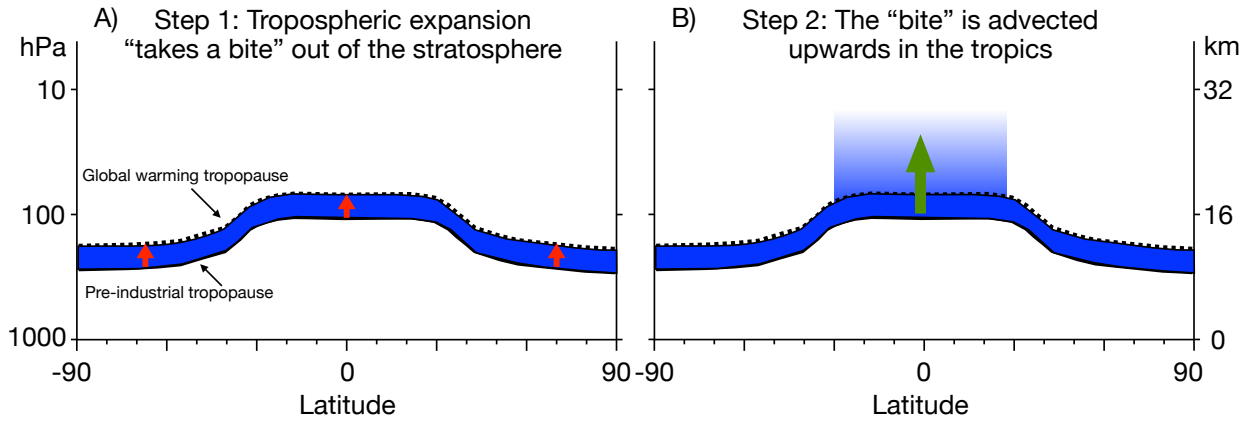 A) Step 1: Tropospheric expansion
“takes a bite” out of the stratosphere
hPa
10
100
1000
Global warming tropopause
Pre-industrial tropopause
-90
0
90
Latitude
B) Step 2: The “bite” is advected
upwards in the tropics
km
32
16
0
-90
0
90
Latitude